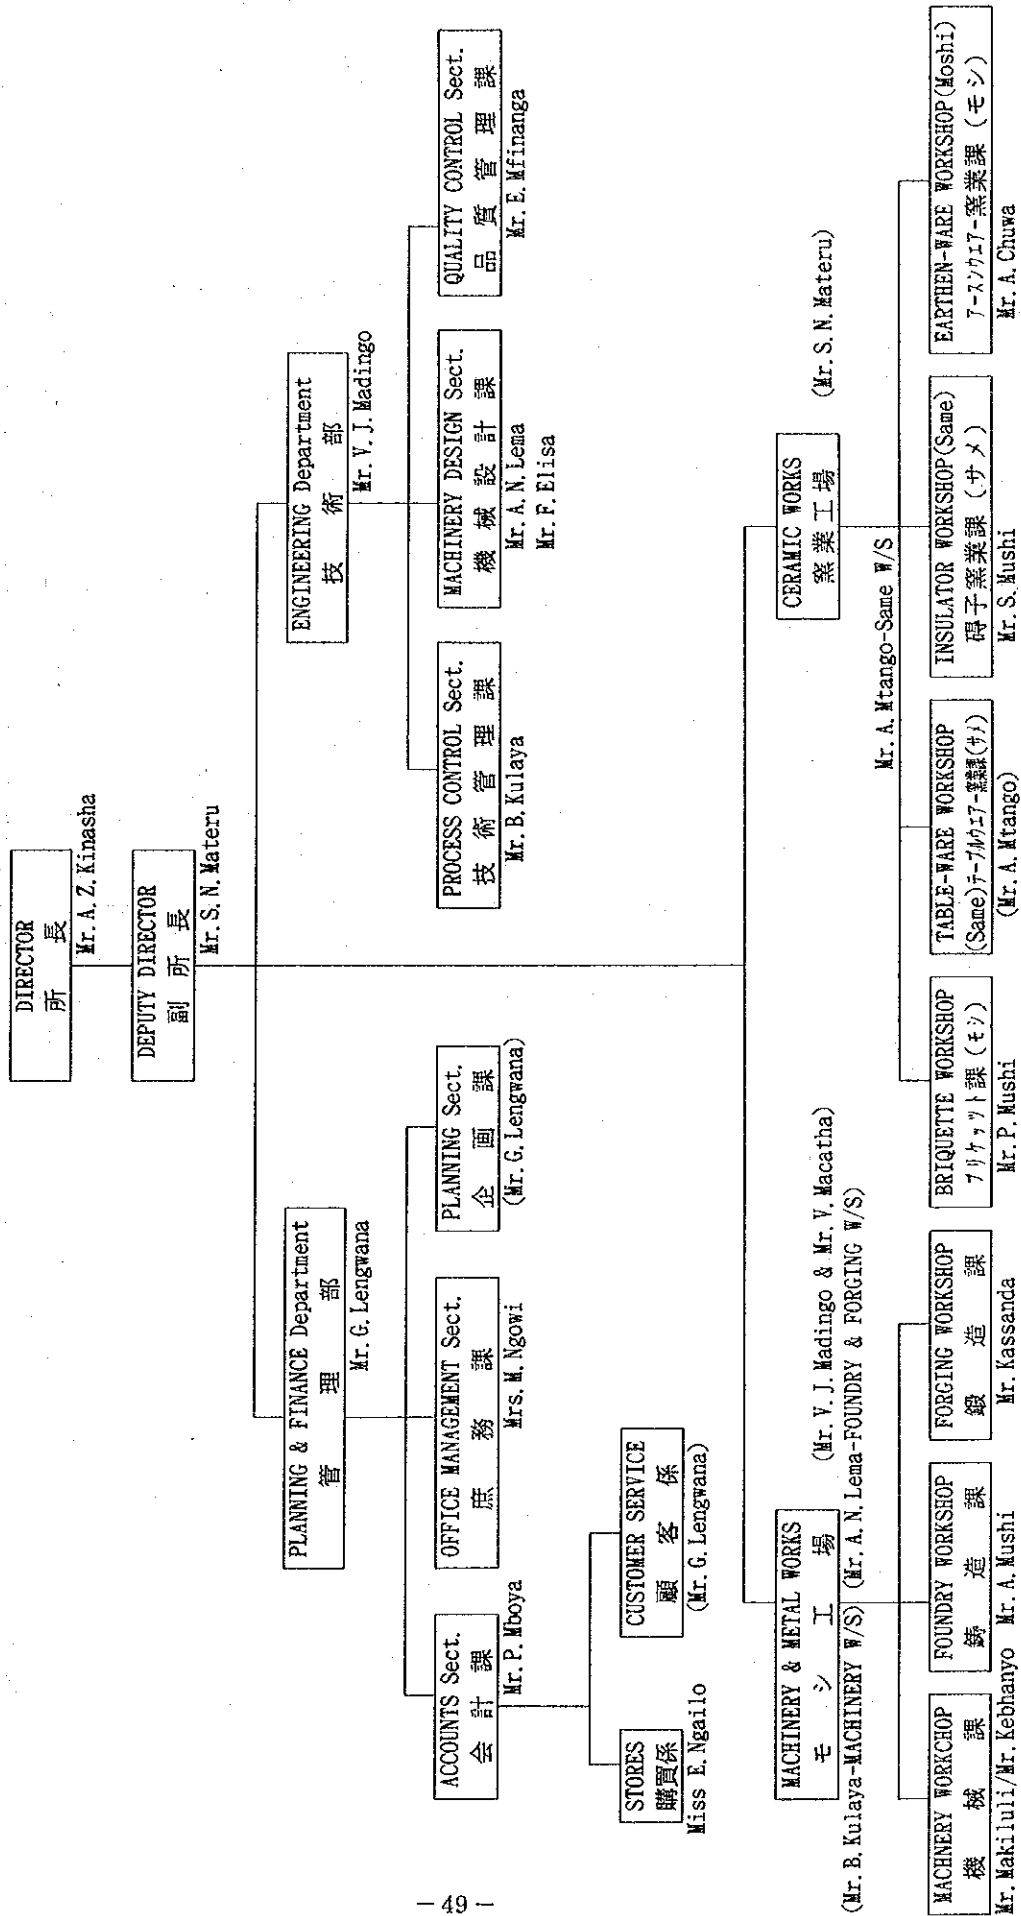 DIRECTOR
所 長
Mr. A. Z. Kinasha
DEPUTY DIRECTOR
副 所 長
Mr. S. N. Materu
PLANNING & FINANCE Department
管 理 部
Mr. G. Lengwana
ENGINEERING Department
技 術 部
Mr. V. J. Madingo
ACCOUNTS Sect.
会 計 課
Mr. P. Mboya
OFFICE MANAGEMENT Sect.
庶 務 課
Mrs. M. Ngowi
PLANNING Sect.
企 画 課
(Mr. G. Lengwana)
PROCESS CONTROL Sect.
技 術 管 理 課
Mr. B. Kulaya
MACHINERY DESIGN Sect.
機 械 設 計 課
Mr. A. N. Lema
Mr. F. Elisa
QUALITY CONTROL Sect.
品 質 管 理 課
Mr. E. Mfinanga
STORES
購買係
Miss E. Ngailo
CUSTOMER SERVICE
顧 客 係
(Mr. G. Lengwana)
MACHINERY & METAL WORKS
モ シ 工 場
(Mr. V. J. Madingo & Mr. V. Macatha)
(Mr. B. Kulaya-MACHINERY W/S) (Mr. A. N. Lema-FOUNDRY & FORGING W/S)
CERAMIC WORKS
窯 業 工 場
(Mr. S. N. Materu)
Mr. A. Mtango-Same W/S
MACHNERY WORKCHOP
機 械 課
Mr. Makiluli/Mr. Kebhanyo
FOUNDRY WORKSHOP
鋳 造 課
Mr. A. Mushi
FORGING WORKSHOP
鍛 造 課
Mr. Kassanda
BRIQUETTE WORKSHOP
ブリケット課 (モシ)
Mr. P. Mushi
TABLE-WARE WORKSHOP
(Same)テーブルウエアー窯業課(サメ)
(Mr. A. Mtango)
INSULATOR WORKSHOP(Same)
碍子窯業課 (サメ)
Mr. S. Mushi
EARTHEN-WARE WORKSHOP(Moshi)
アースンウエアー窯業課 (モシ)
Mr. A. Chuwa
— 49 —